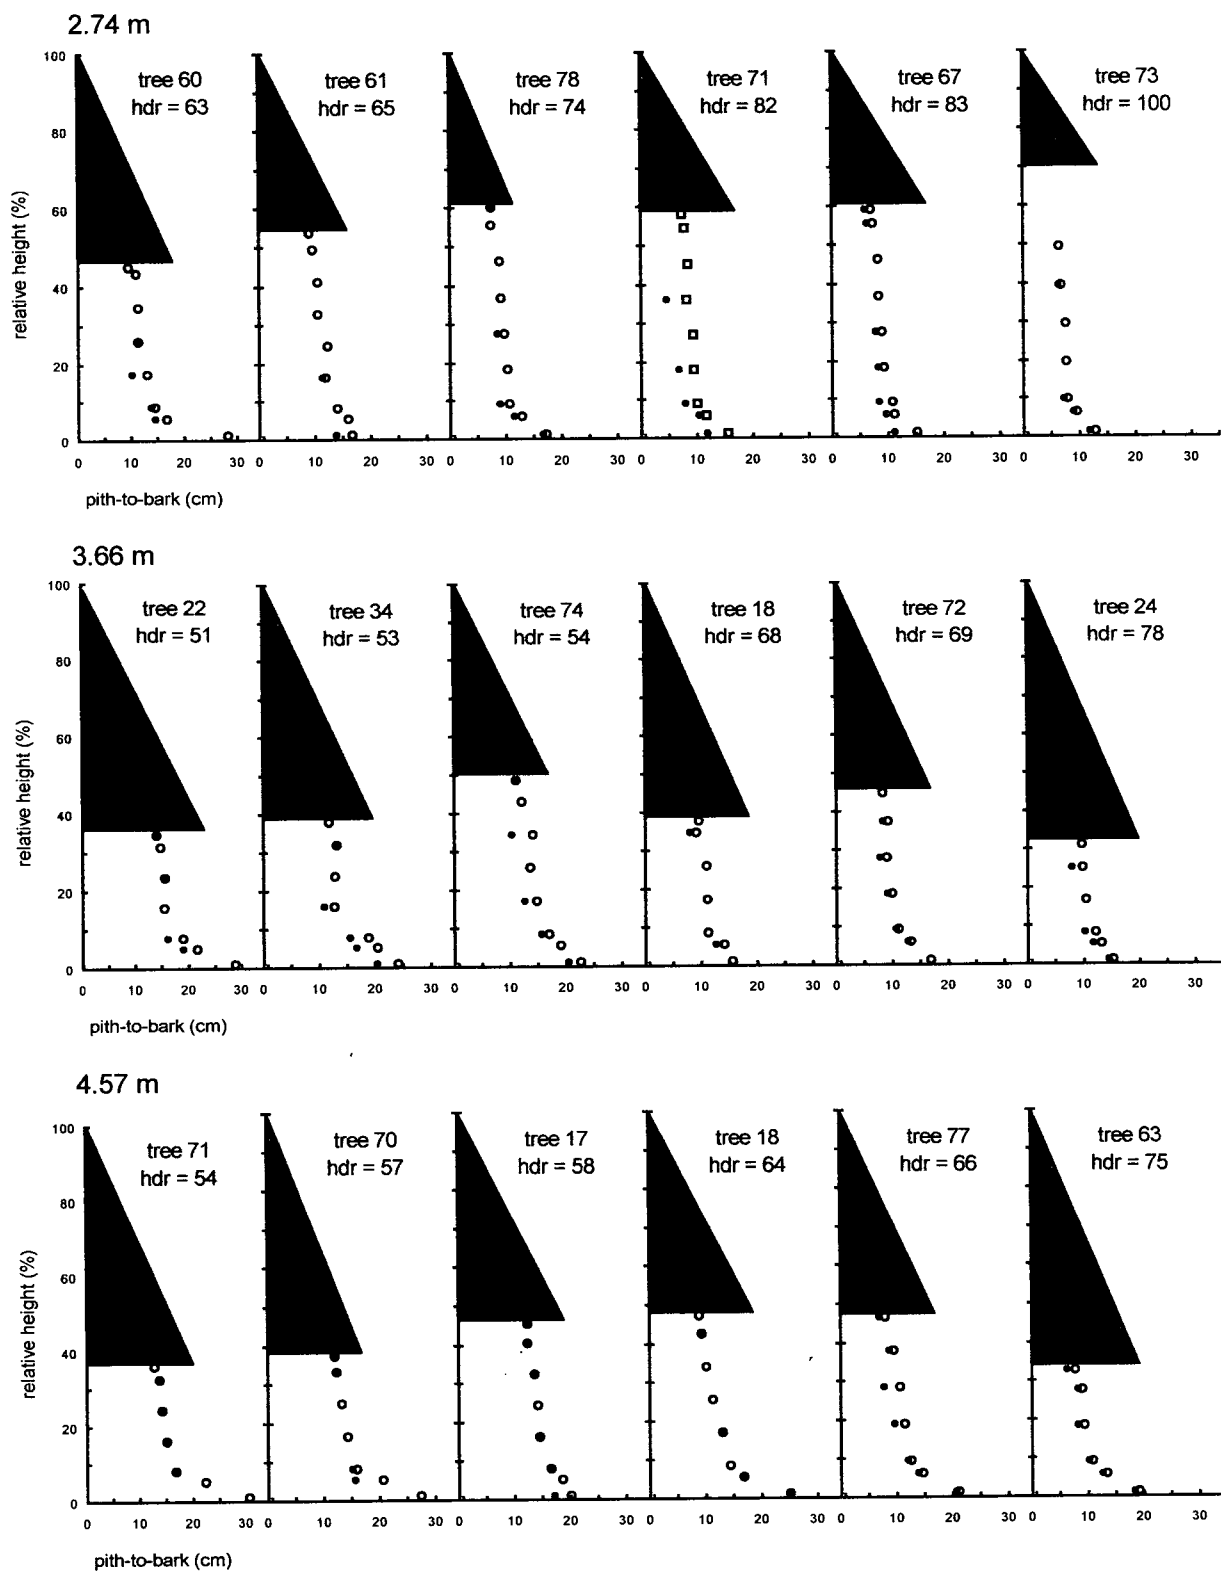 2.74 m
100
80
60
40
20
0
relative height (%)
tree 60
hdr = 63
tree 61
hdr = 65
tree 78
hdr = 74
tree 71
hdr = 82
tree 67
hdr = 83
tree 73
hdr = 100
0 10 20 30 0 10 20 30 0 10 20 30 0 10 20 30 0 10 20 30 0 10 20 30
pith-to-bark (cm)
3.66 m
100
80
60
40
20
0
relative height (%)
tree 22
hdr = 51
tree 34
hdr = 53
tree 74
hdr = 54
tree 18
hdr = 68
tree 72
hdr = 69
tree 24
hdr = 78
0 10 20 30 0 10 20 30 0 10 20 30 0 10 20 30 0 10 20 30 0 10 20 30
pith-to-bark (cm)
4.57 m
100
80
60
40
20
0
relative height (%)
tree 71
hdr = 54
tree 70
hdr = 57
tree 17
hdr = 58
tree 18
hdr = 64
tree 77
hdr = 66
tree 63
hdr = 75
0 10 20 30 0 10 20 30 0 10 20 30 0 10 20 30 0 10 20 30 0 10 20 30
pith-to-bark (cm)